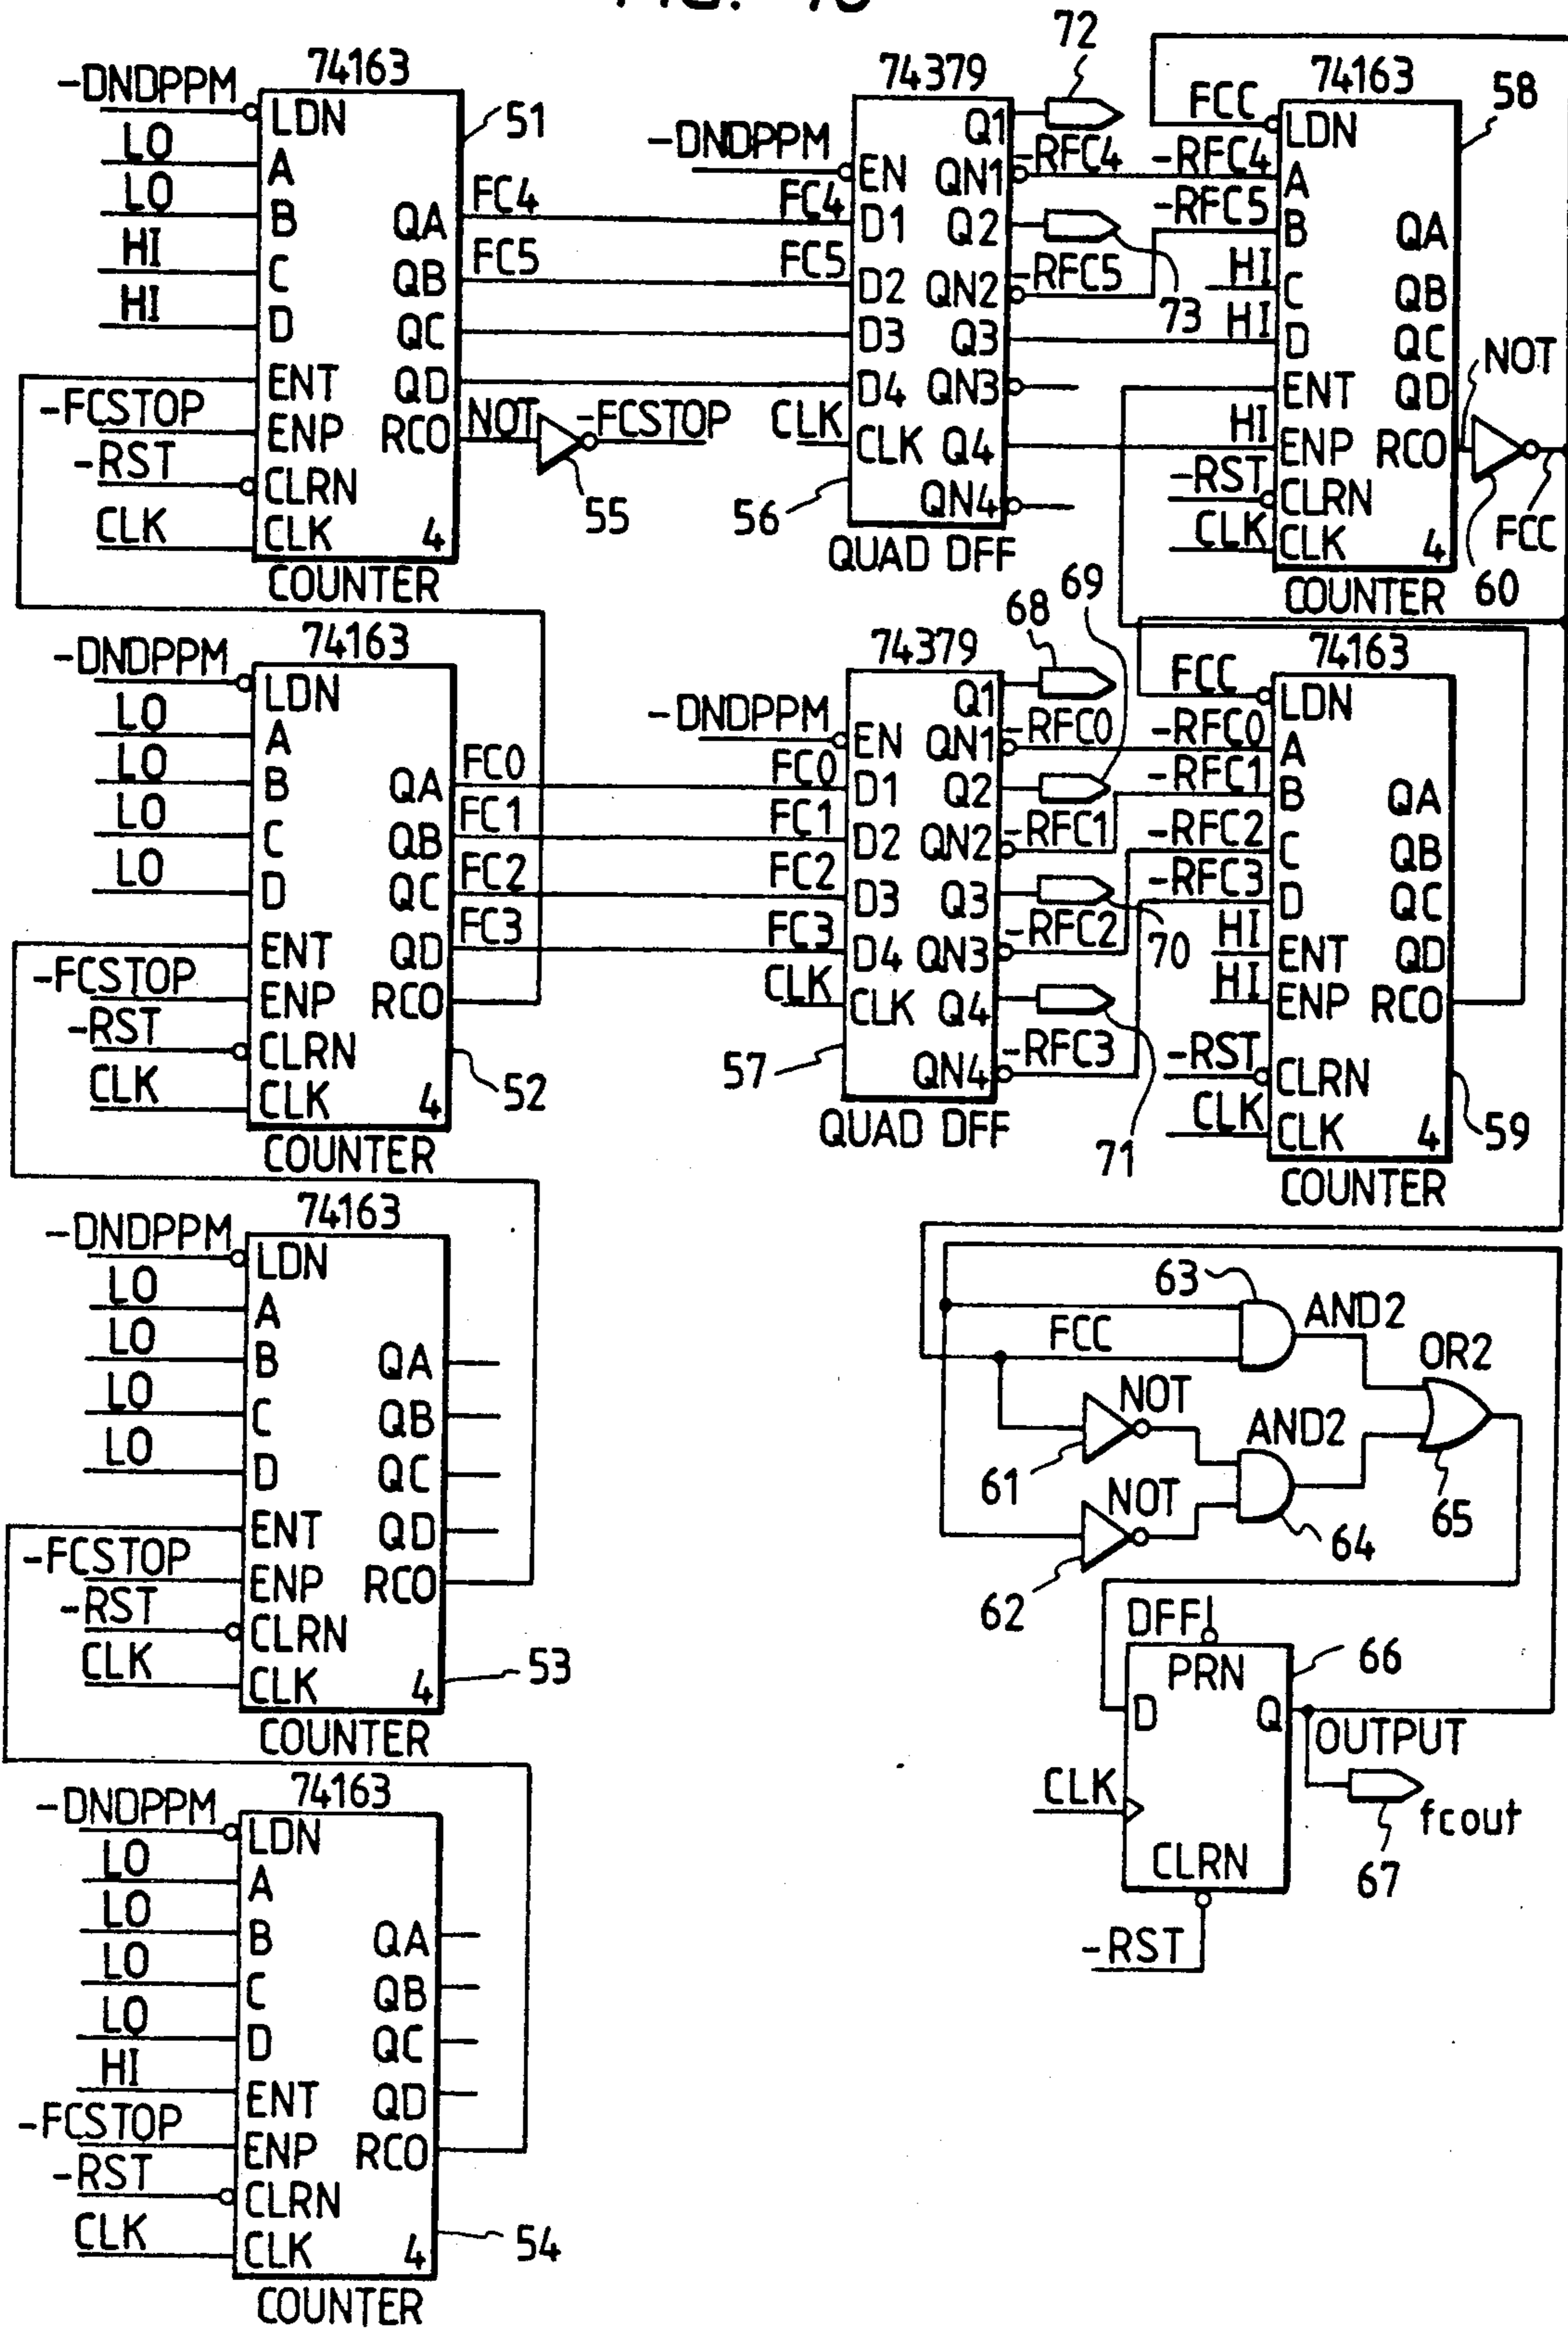 74163
-DNDPPM LDN
LO A
LO B QA FC4
HI C QB FC5
HI D QC
ENT QD
-FCSTOP ENP RCO NOT -FCSTOP
-RST CLRN
CLK CLK 4
COUNTER
51
55
74379
72
Q1
-DNDPPM EN QN1 -RFC4
FC4 D1 Q2
FC5 D2 QN2 -RFC5
73
D3 Q3
D4 QN3
CLK CLK Q4
QN4
56
QUAD DFF
74163
58
FCC LDN
-RFC4 A
-RFC5 B QA
HI C QB
HI D QC
ENT QD
HI ENP RCO NOT
-RST CLRN
CLK CLK 4
FCC
60
COUNTER
74163
-DNDPPM LDN
LO A
LO B QA FC0
LO C QB FC1
LO D QC FC2
ENT QD FC3
-FCSTOP ENP RCO
-RST CLRN
CLK CLK 4
52
COUNTER
74379
68
69
Q1
-DNDPPM EN QN1 -RFC0
FC0 D1 Q2
FC1 D2 QN2 -RFC1
FC2 D3 Q3
70
FC3 D4 QN3 -RFC2
CLK CLK Q4
71
QN4 -RFC3
57
QUAD DFF
74163
FCC LDN
-RFC0 A
-RFC1 B QA
-RFC2 C QB
-RFC3 D QC
HI ENT QD
HI ENP RCO
-RST CLRN
CLK CLK 4
59
COUNTER
74163
-DNDPPM LDN
LO A
LO B QA
LO C QB
LO D QC
ENT QD
-FCSTOP ENP RCO
-RST CLRN
CLK CLK 4
53
COUNTER
63
AND2
FCC
OR2
NOT
61
AND2
NOT
62
64
65
DFF
PRN
66
D Q
OUTPUT
CLK
fcout
CLRN
67
-RST
74163
-DNDPPM LDN
LO A
LO B QA
LO C QB
LO D QC
HI ENT QD
-FCSTOP ENP RCO
-RST CLRN
CLK CLK 4
54
COUNTER